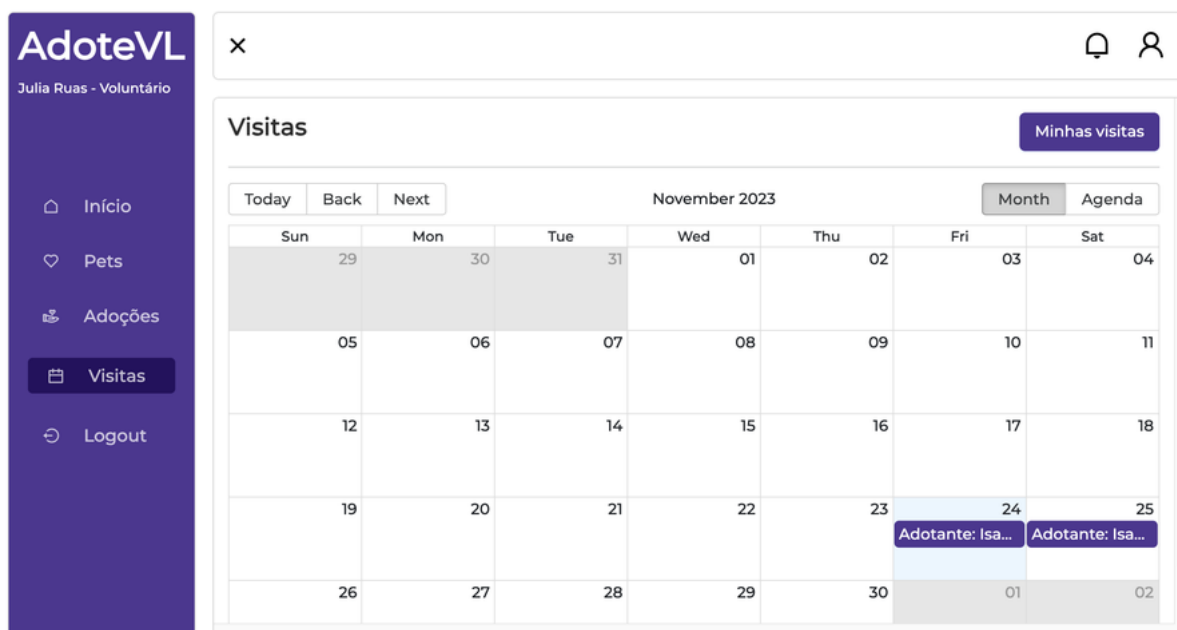 AdoteVL
Julia Ruas - Voluntário
Início
Pets
Adoções
Visitas
Logout
Visitas
Minhas visitas
Today Back Next November 2023 Month Agenda
Sun Mon Tue Wed Thu Fri Sat
29 30 31 01 02 03 04
05 06 07 08 09 10 11
12 13 14 15 16 17 18
19 20 21 22 23 24 25
Adotante: Isa... Adotante: Isa...
26 27 28 29 30 01 02